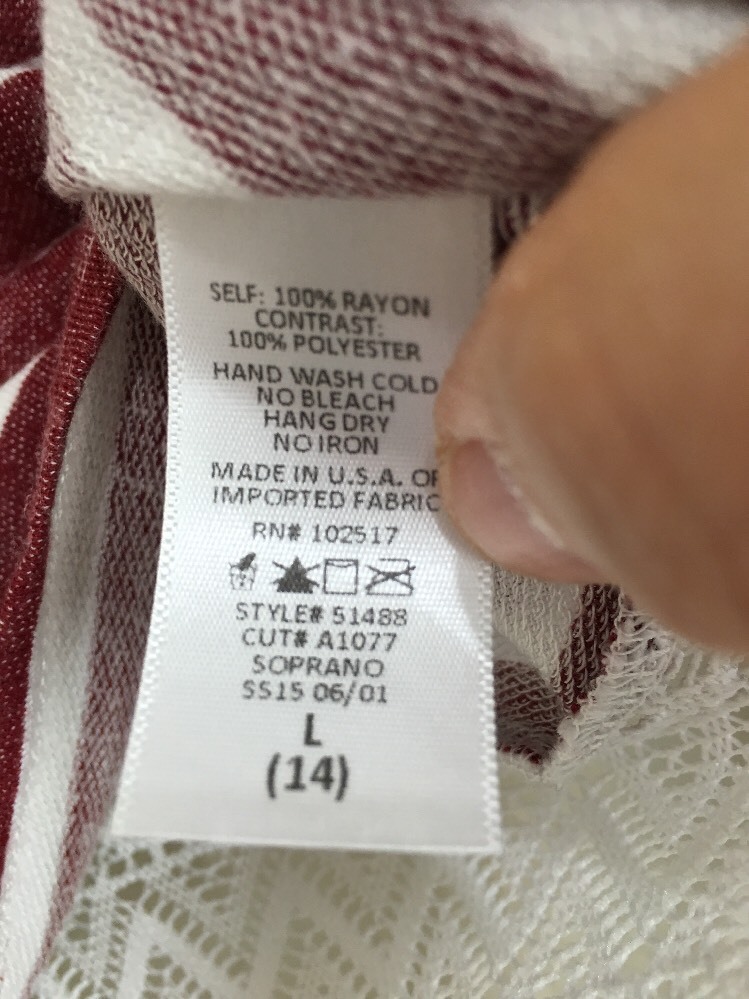 SELF: 100% RAYON
CONTRAST:
100% POLYESTER
HAND WASH COLD
NO BLEACH
HANG DRY
NO IRON
MADE IN U.S.A. OF
IMPORTED FABRIC
RN# 102517
STYLE# 51488
CUT# A1077
SOPRANO
SS15 06/01
L
(14)